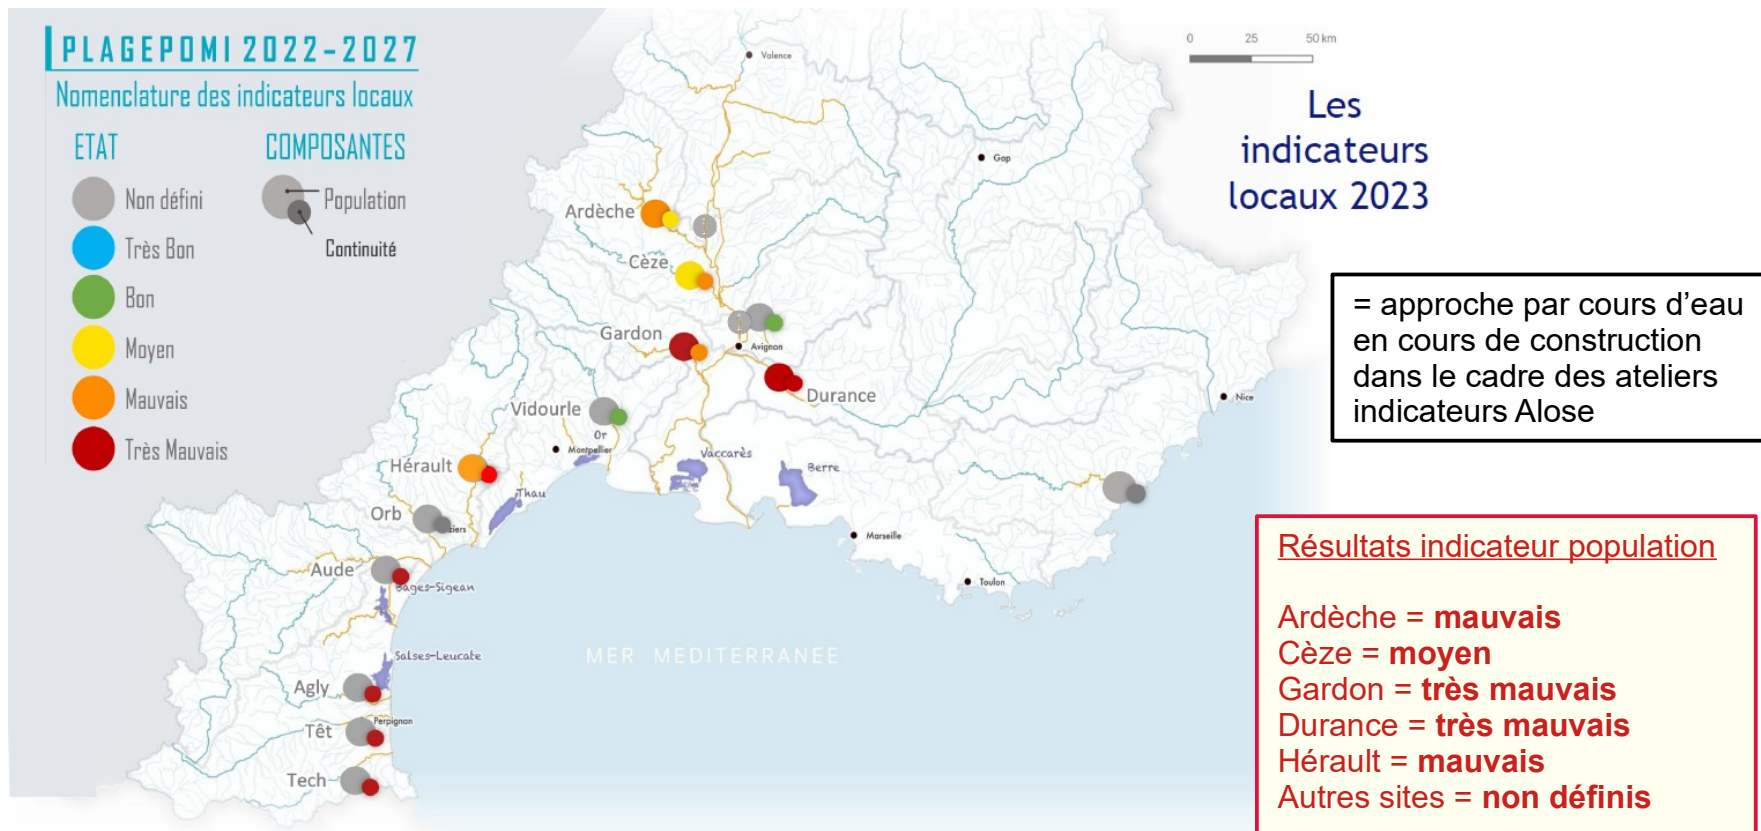 PLAGEPOMI 2022-2027
Nomenclature des indicateurs locaux
ETAT
COMPOSANTES
Non défini
Population
Très Bon
Continuité
Bon
Moyen
Mauvais
Très Mauvais
0 25 50 km
Les
indicateurs
locaux 2023
Valence
Gap
Ardèche
Cèze
Gardon
Avignon
Durance
Vidourle
Or
Montpellier
Nice
Hérault
Vaccarès
Berre
Thau
Orb
Marseille
Aude
Bages-Sigean
Toulon
Salses-Leucate
MER MEDITERRANEE
Agly
Perpignan
Têt
Tech
= approche par cours d’eau
en cours de construction
dans le cadre des ateliers
indicateurs Alose
Résultats indicateur population
Ardèche = mauvais
Cèze = moyen
Gardon = très mauvais
Durance = très mauvais
Hérault = mauvais
Autres sites = non définis